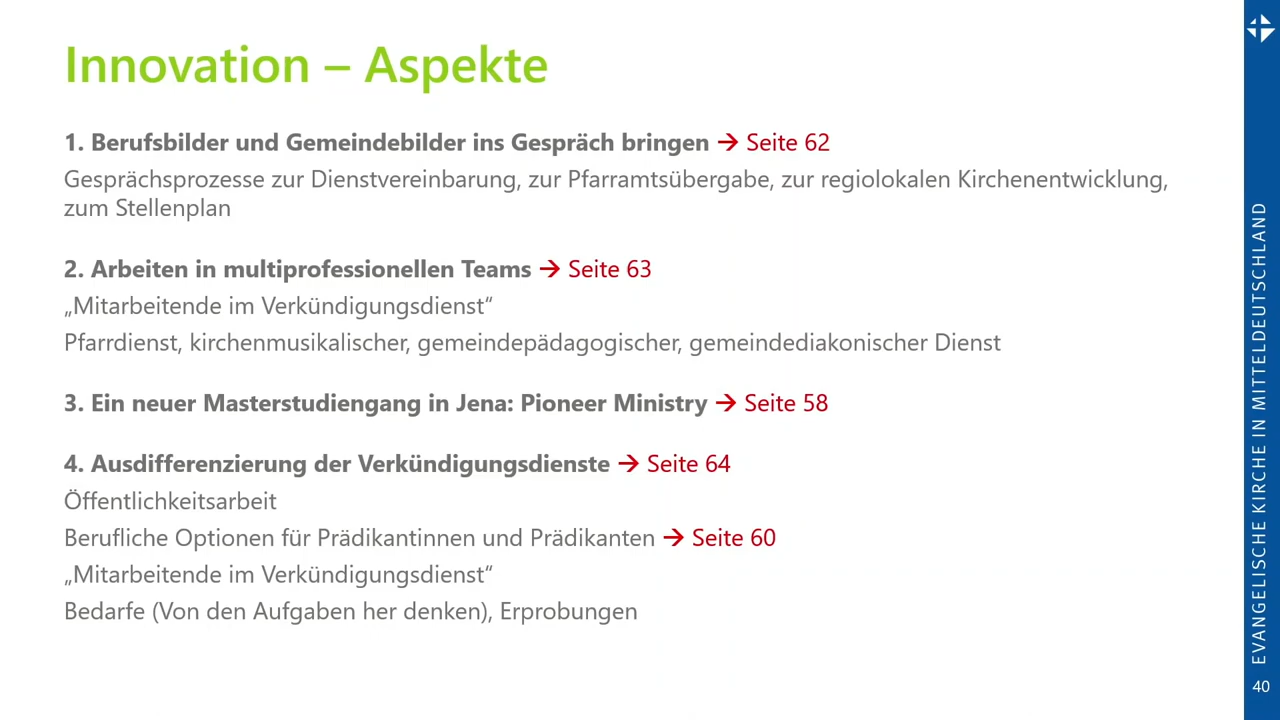 Innovation – Aspekte
1. Berufsbilder und Gemeindebilder ins Gespräch bringen → Seite 62
Gesprächsprozesse zur Dienstvereinbarung, zur Pfarramtsübergabe, zur regiolokalen Kirchenentwicklung,
zum Stellenplan
2. Arbeiten in multiprofessionellen Teams → Seite 63
„Mitarbeitende im Verkündigungsdienst“
Pfarrdienst, kirchenmusikalischer, gemeindepädagogischer, gemeindediakonischer Dienst
3. Ein neuer Masterstudiengang in Jena: Pioneer Ministry → Seite 58
4. Ausdifferenzierung der Verkündigungsdienste → Seite 64
Öffentlichkeitsarbeit
Berufliche Optionen für Prädikantinnen und Prädikanten → Seite 60
„Mitarbeitende im Verkündigungsdienst“
Bedarfe (Von den Aufgaben her denken), Erprobungen
EVANGELISCHE KIRCHE IN MITTELDEUTSCHLAND
40